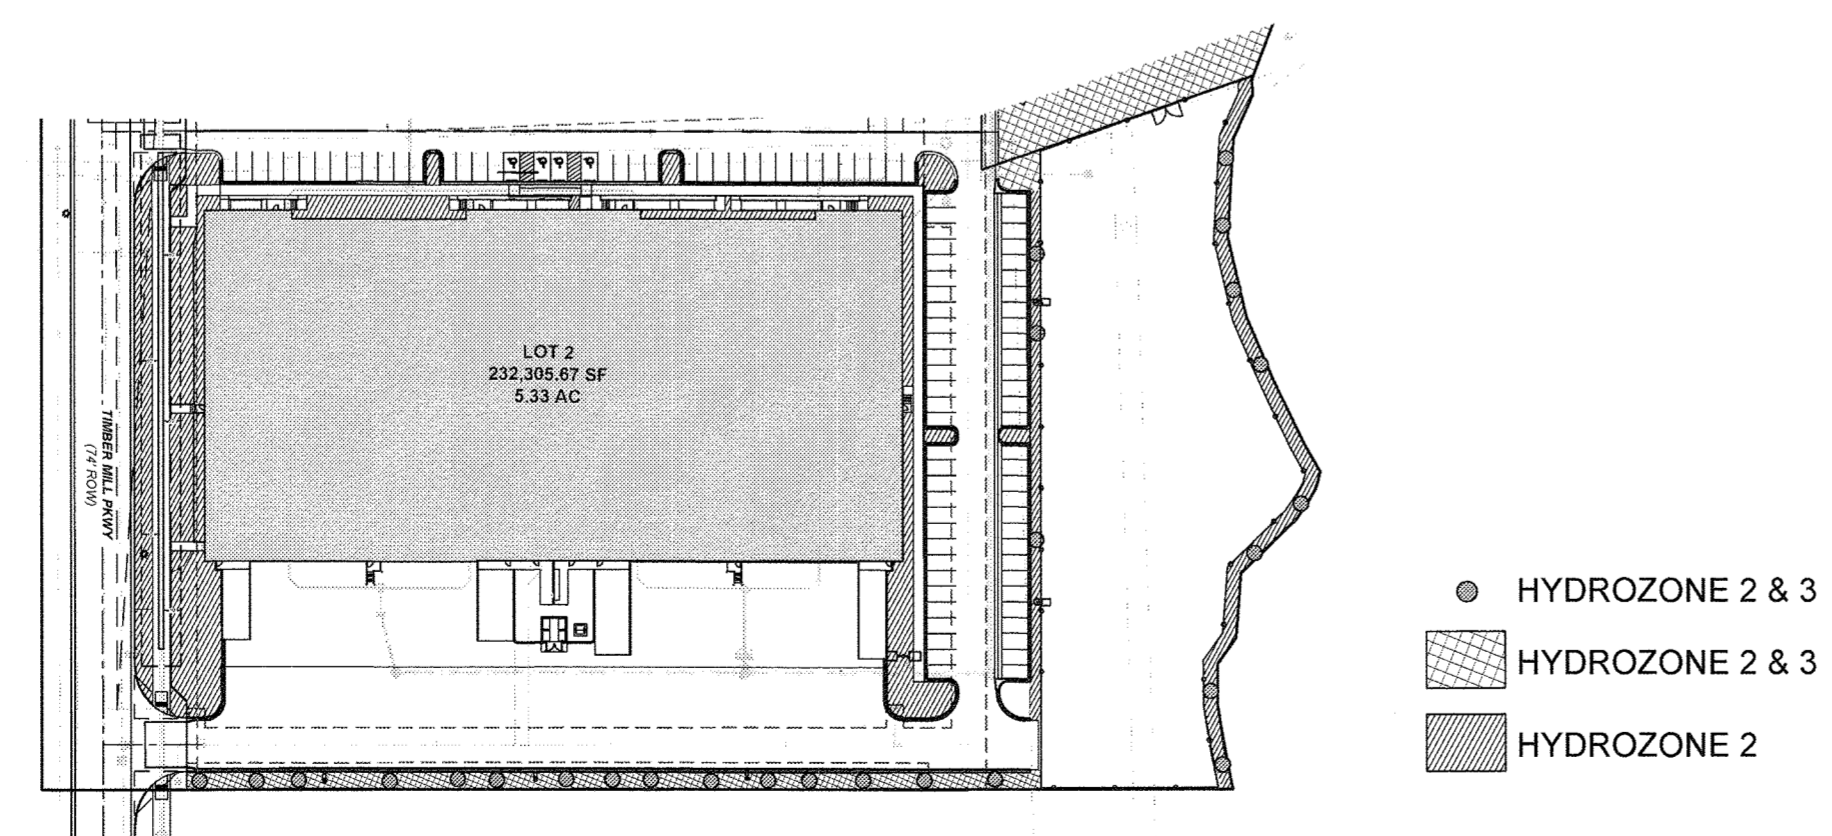 LOT 2
232,305.67 SF
5.33 AC
TIMBER MILL PKWY
(74' ROW)
HYDROZONE 2 & 3
HYDROZONE 2 & 3
HYDROZONE 2